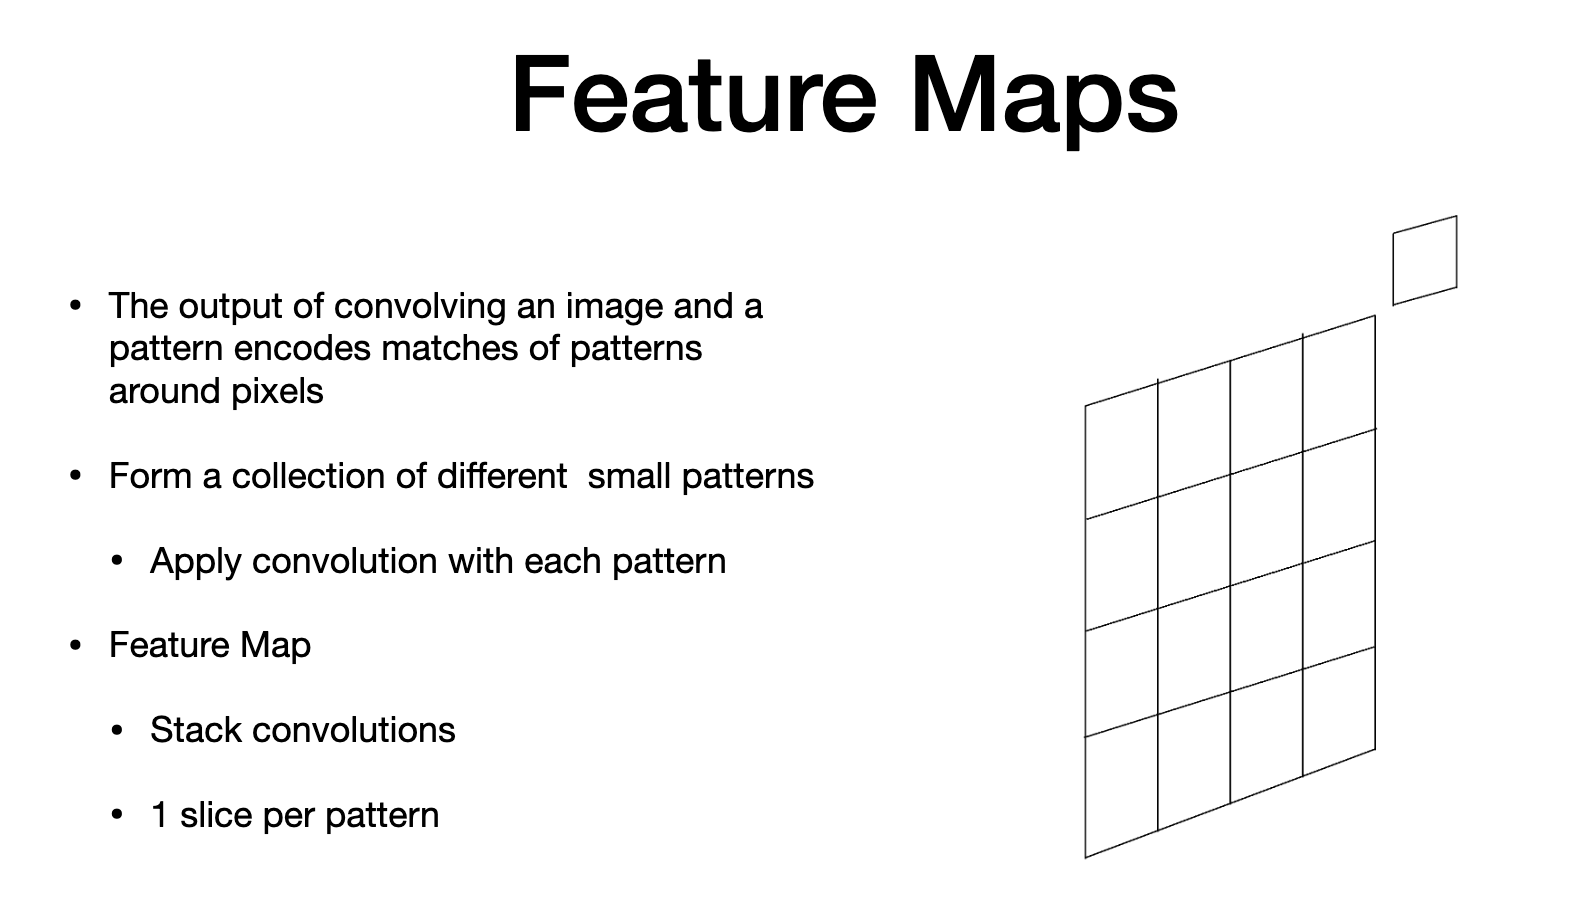 Feature Maps
• The output of convolving an image and a
pattern encodes matches of patterns
around pixels
• Form a collection of different  small patterns
• Apply convolution with each pattern
• Feature Map
• Stack convolutions
• 1 slice per pattern